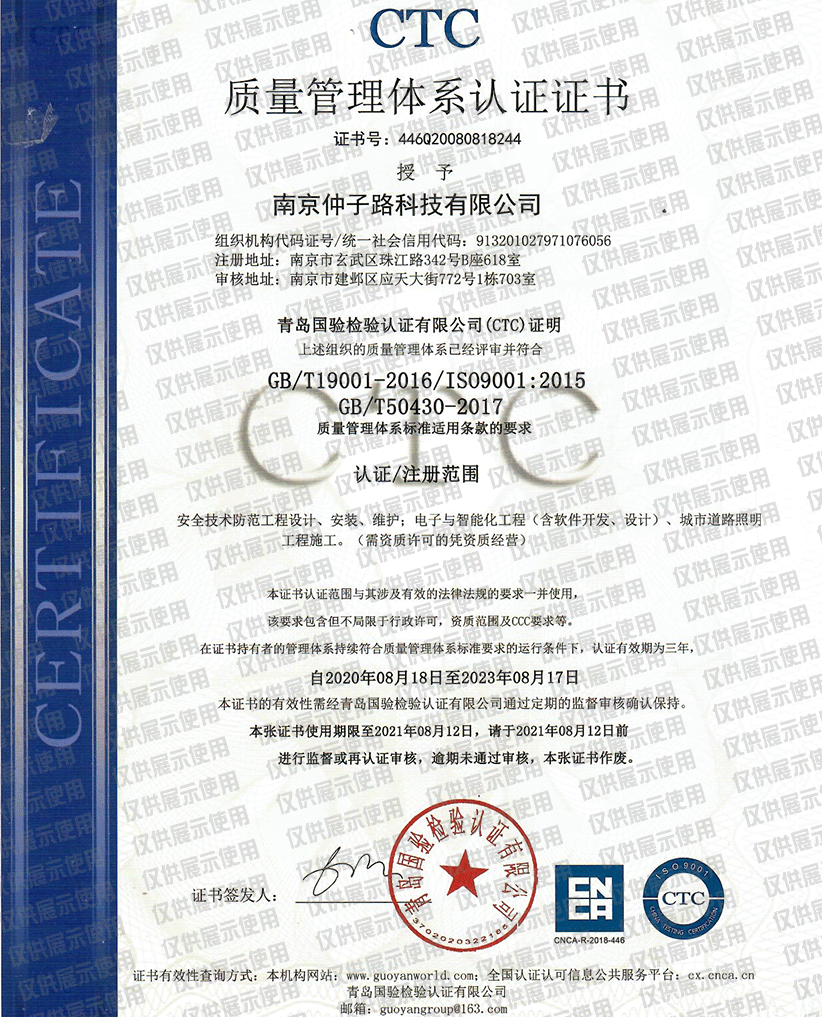 CTC
质量管理体系认证证书
证书号：446Q20080818244
授 予
南京仲子路科技有限公司
组织机构代码证号/统一社会信用代码：913201027971076056
注册地址：南京市玄武区珠江路342号B座618室
审核地址：南京市建邺区应天大街772号1栋703室
青岛国验检验认证有限公司(CTC)证明
上述组织的质量管理体系已经评审并符合
GB/T19001-2016/ISO9001:2015
GB/T50430-2017
质量管理体系标准适用条款的要求
CTC
认证/注册范围
安全技术防范工程设计、安装、维护；电子与智能化工程（含软件开发、设计）、城市道路照明
工程施工。（需资质许可的凭资质经营）
本证书认证范围与其涉及有效的法律法规的要求一并使用，
该要求包含但不局限于行政许可，资质范围及CCC要求等。
在证书持有者的管理体系持续符合质量管理体系标准要求的运行条件下，认证有效期为三年，
自2020年08月18日至2023年08月17日
本证书的有效性需经青岛国验检验认证有限公司通过定期的监督审核确认保持。
本张证书使用期限至2021年08月12日，请于2021年08月12日前
进行监督或再认证审核，逾期未通过审核，本张证书作废。
证书签发人：
青岛国验检验认证有限公司
3702020322166
CNCA
CNCA-R-2018-446
ISO9001
CTC
CHINA TESTING CERTIFICATION
证书有效性查询方式：本机构网站：www.guoyanworld.com；全国认证认可信息公共服务平台：cx.cnca.cn
青岛国验检验认证有限公司
邮箱：guoyangroup@163.com
CERTIFICATE
仅供展示使用